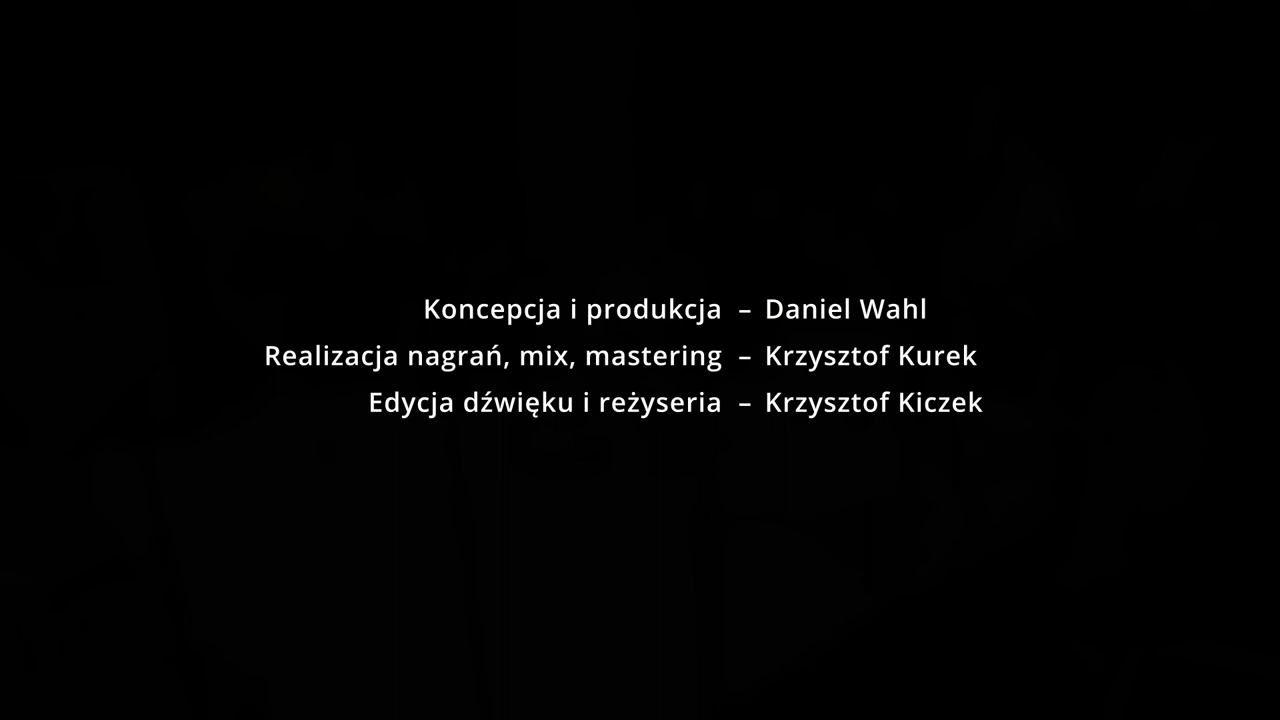 Koncepcja i produkcja – Daniel Wahl
Realizacja nagrań, mix, mastering – Krzysztof Kurek
Edycja dźwięku i reżyseria – Krzysztof Kiczek